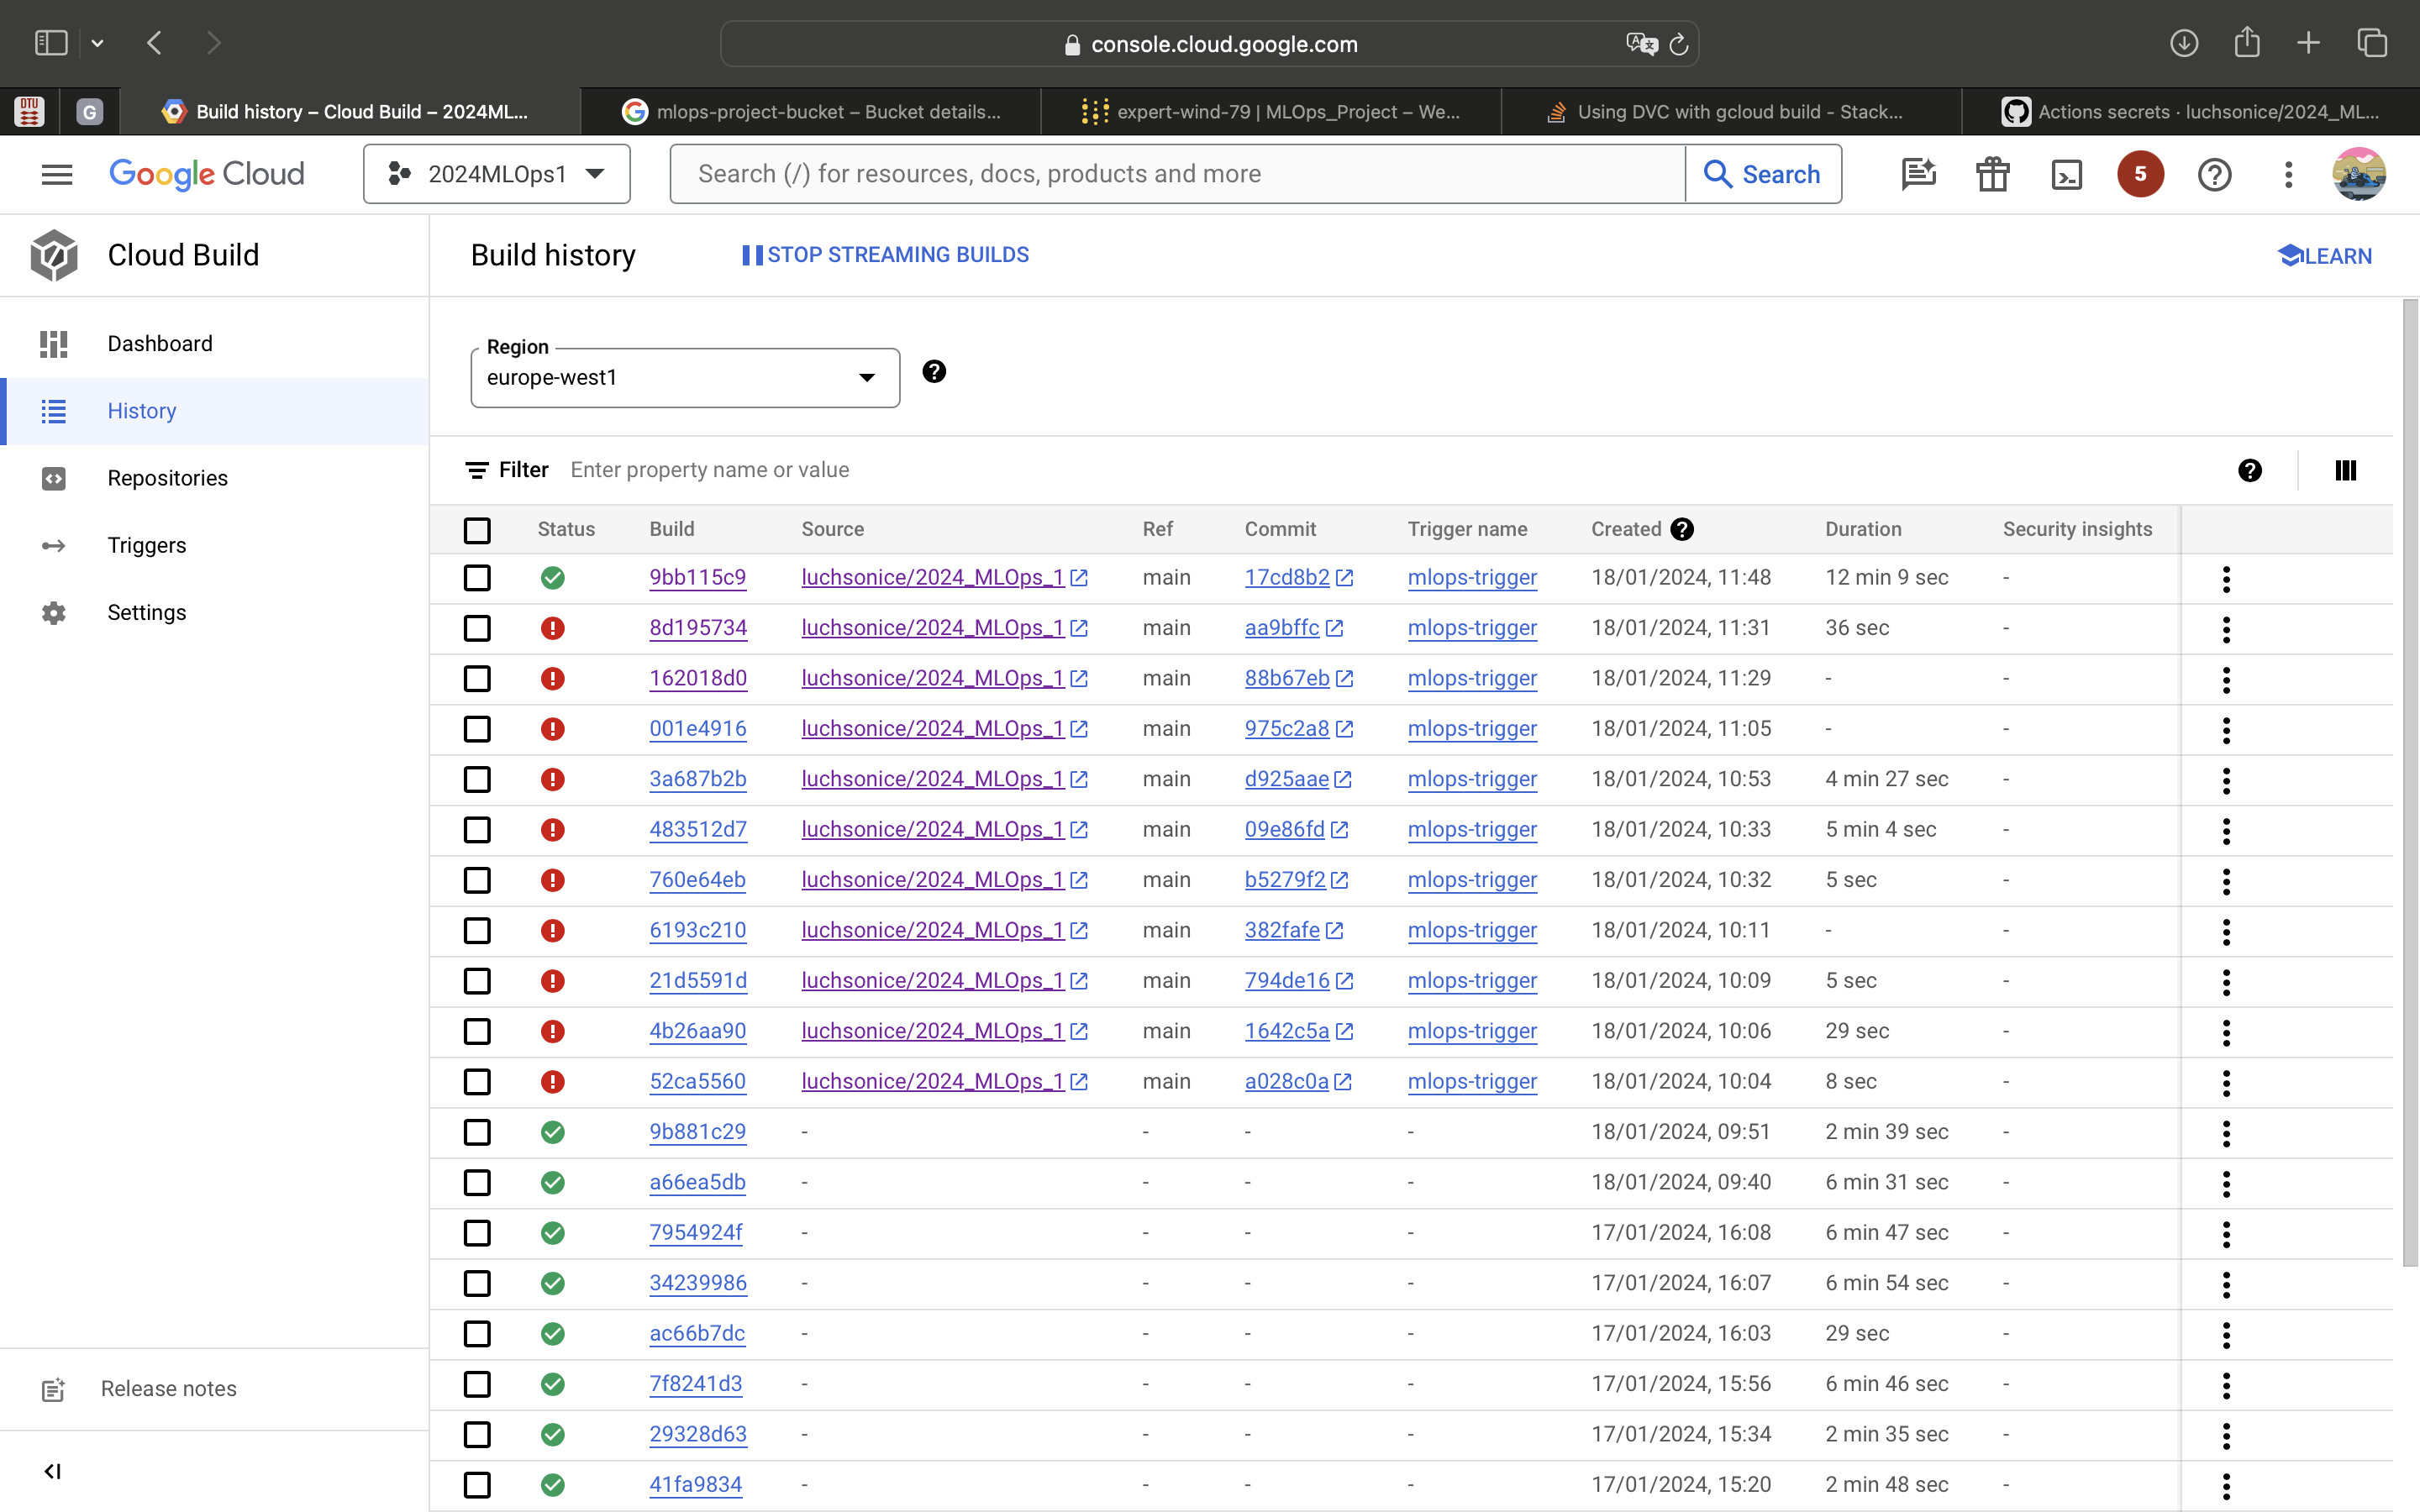 console.cloud.google.com
DTU
G
Build history – Cloud Build – 2024ML...
mlops-project-bucket – Bucket details...
expert-wind-79 | MLOps_Project – We...
Using DVC with gcloud build - Stack...
Actions secrets · luchsonice/2024_ML...
Google Cloud
2024MLOps1
Search (/) for resources, docs, products and more
Search
5
Cloud Build
Build history
STOP STREAMING BUILDS
LEARN
Dashboard
History
Repositories
Triggers
Settings
Release notes
Region
europe-west1
Filter Enter property name or value
Status Build Source Ref Commit Trigger name Created Duration Security insights
9bb115c9 luchsonice/2024_MLOps_1 main 17cd8b2 mlops-trigger 18/01/2024, 11:48 12 min 9 sec -
8d195734 luchsonice/2024_MLOps_1 main aa9bffc mlops-trigger 18/01/2024, 11:31 36 sec -
162018d0 luchsonice/2024_MLOps_1 main 88b67eb mlops-trigger 18/01/2024, 11:29 - -
001e4916 luchsonice/2024_MLOps_1 main 975c2a8 mlops-trigger 18/01/2024, 11:05 - -
3a687b2b luchsonice/2024_MLOps_1 main d925aae mlops-trigger 18/01/2024, 10:53 4 min 27 sec -
483512d7 luchsonice/2024_MLOps_1 main 09e86fd mlops-trigger 18/01/2024, 10:33 5 min 4 sec -
760e64eb luchsonice/2024_MLOps_1 main b5279f2 mlops-trigger 18/01/2024, 10:32 5 sec -
6193c210 luchsonice/2024_MLOps_1 main 382fafe mlops-trigger 18/01/2024, 10:11 - -
21d5591d luchsonice/2024_MLOps_1 main 794de16 mlops-trigger 18/01/2024, 10:09 5 sec -
4b26aa90 luchsonice/2024_MLOps_1 main 1642c5a mlops-trigger 18/01/2024, 10:06 29 sec -
52ca5560 luchsonice/2024_MLOps_1 main a028c0a mlops-trigger 18/01/2024, 10:04 8 sec -
9b881c29 - - - - 18/01/2024, 09:51 2 min 39 sec -
a66ea5db - - - - 18/01/2024, 09:40 6 min 31 sec -
7954924f - - - - 17/01/2024, 16:08 6 min 47 sec -
34239986 - - - - 17/01/2024, 16:07 6 min 54 sec -
ac66b7dc - - - - 17/01/2024, 16:03 29 sec -
7f8241d3 - - - - 17/01/2024, 15:56 6 min 46 sec -
29328d63 - - - - 17/01/2024, 15:34 2 min 35 sec -
41fa9834 - - - - 17/01/2024, 15:20 2 min 48 sec -